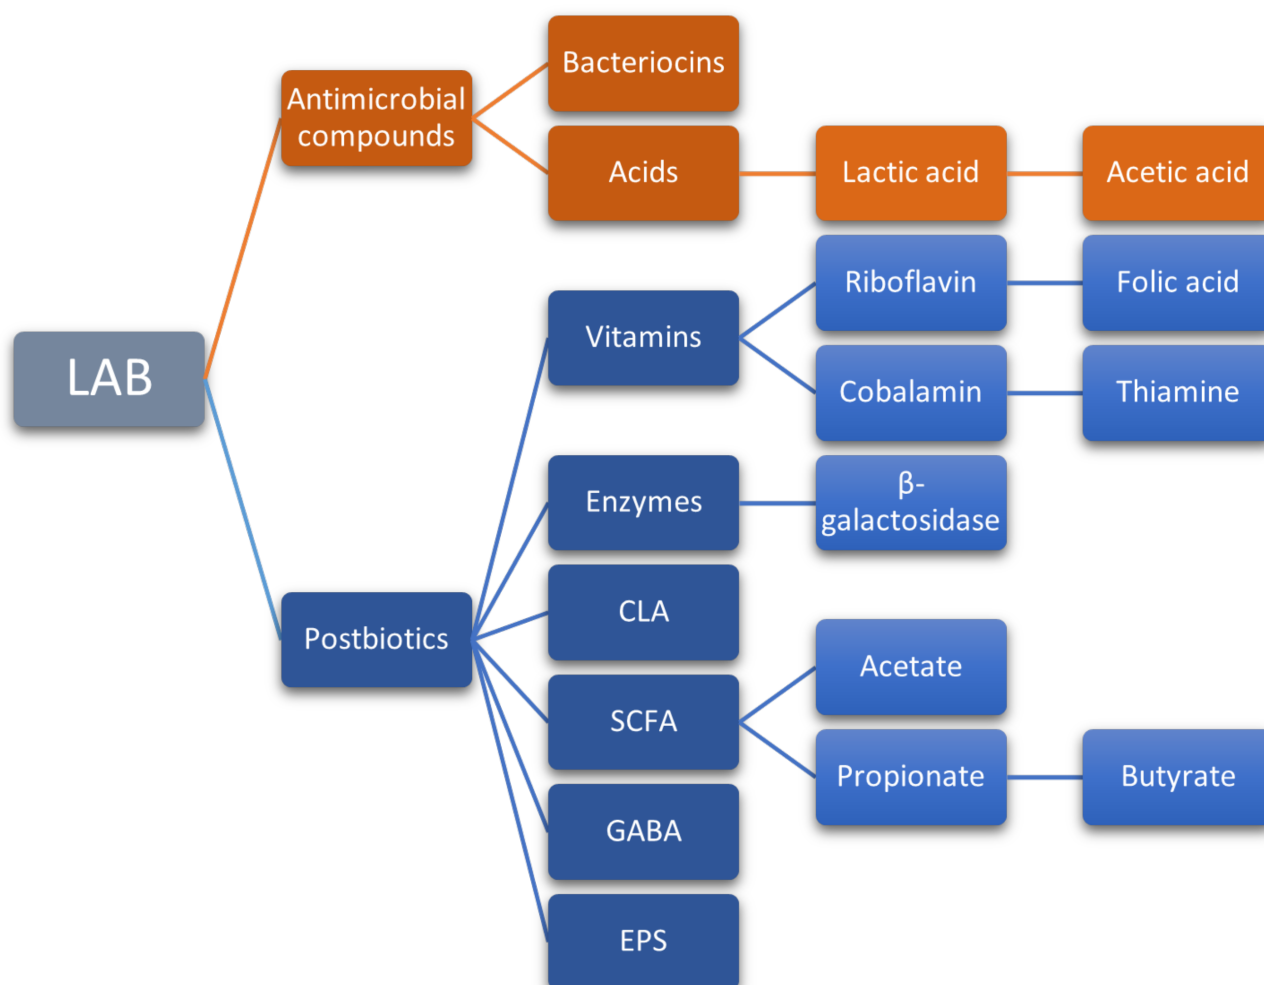 Bacteriocins
Antimicrobial
compounds
Acids
Lactic acid
Acetic acid
Riboflavin
Folic acid
Vitamins
LAB
Cobalamin
Thiamine
Enzymes
β-
galactosidase
CLA
Postbiotics
Acetate
SCFA
Propionate
Butyrate
GABA
EPS